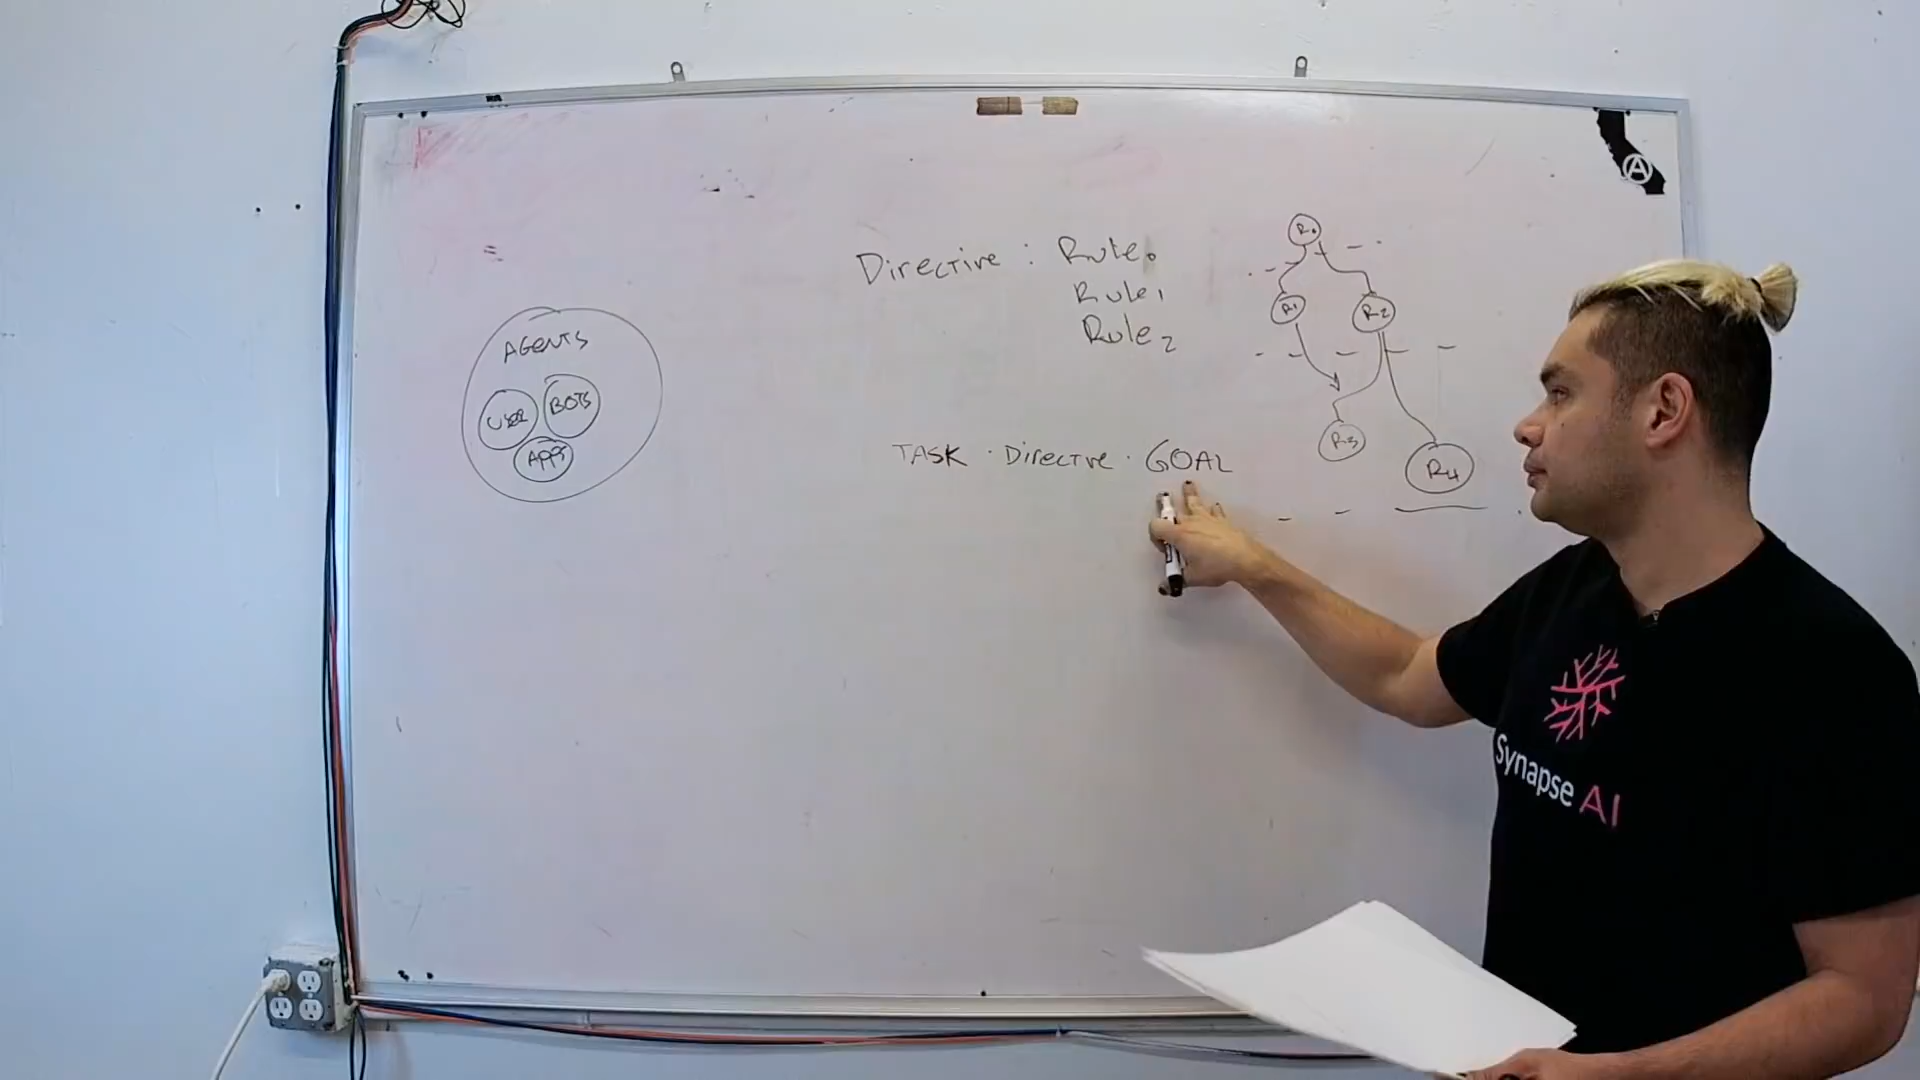 Directive : Rule0
Rule1
Rule2
R0
R1
R2
R3
R4
AGENTS
USER
BOTS
APPS
TASK · Directive · GOAL
Synapse AI
A